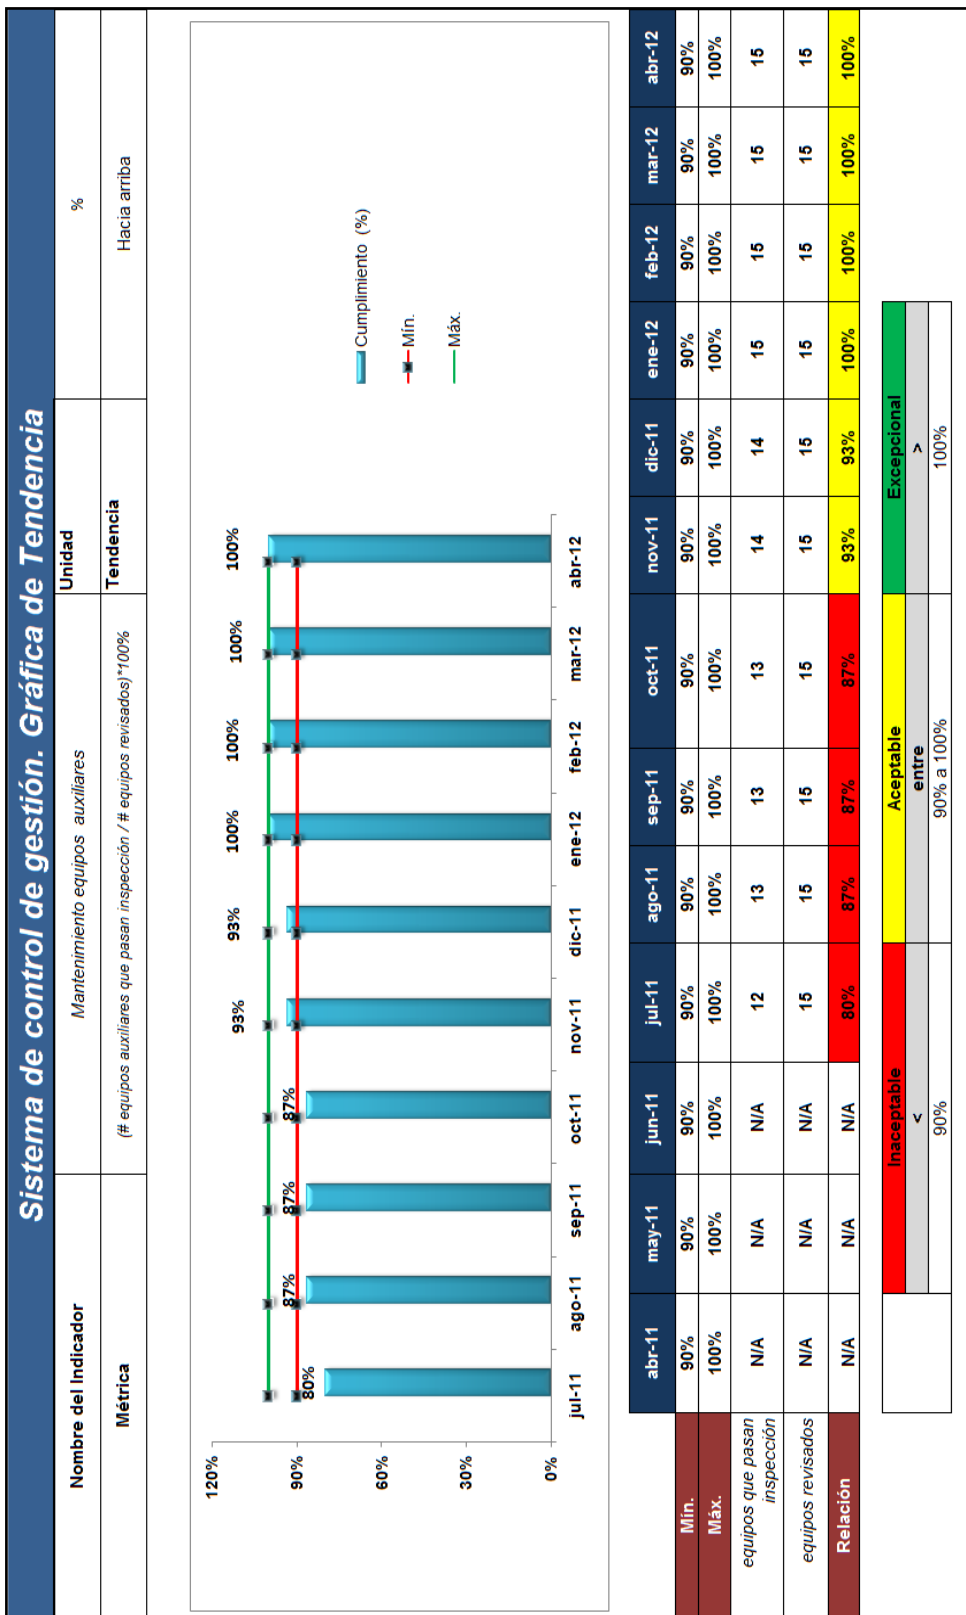 Sistema de control de gestión. Gráfica de Tendencia
Nombre del Indicador Mantenimiento equipos auxiliares Unidad %
Métrica (# equipos auxiliares que pasan inspección / # equipos revisados)*100% Tendencia Hacia arriba
120%
90%
60%
30%
0%
80% 87% 87% 87% 93% 93% 100% 100% 100% 100%
jul-11 ago-11 sep-11 oct-11 nov-11 dic-11 ene-12 feb-12 mar-12 abr-12
Cumplimiento (%)
Mín.
Máx.
abr-11 may-11 jun-11 jul-11 ago-11 sep-11 oct-11 nov-11 dic-11 ene-12 feb-12 mar-12 abr-12
Mín. 90% 90% 90% 90% 90% 90% 90% 90% 90% 90% 90% 90% 90%
Máx. 100% 100% 100% 100% 100% 100% 100% 100% 100% 100% 100% 100% 100%
equipos que pasan
inspección N/A N/A N/A 12 13 13 13 14 14 15 15 15 15
equipos revisados N/A N/A N/A 15 15 15 15 15 15 15 15 15 15
Relación N/A N/A N/A 80% 87% 87% 87% 93% 93% 100% 100% 100% 100%
Inaceptable Aceptable Excepcional
< entre >
90% 90% a 100% 100%